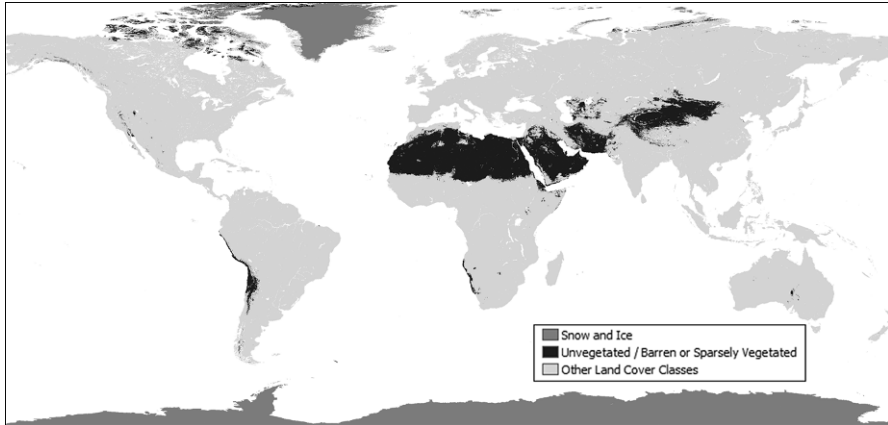 Snow and Ice
Unvegetated / Barren or Sparsely Vegetated
Other Land Cover Classes